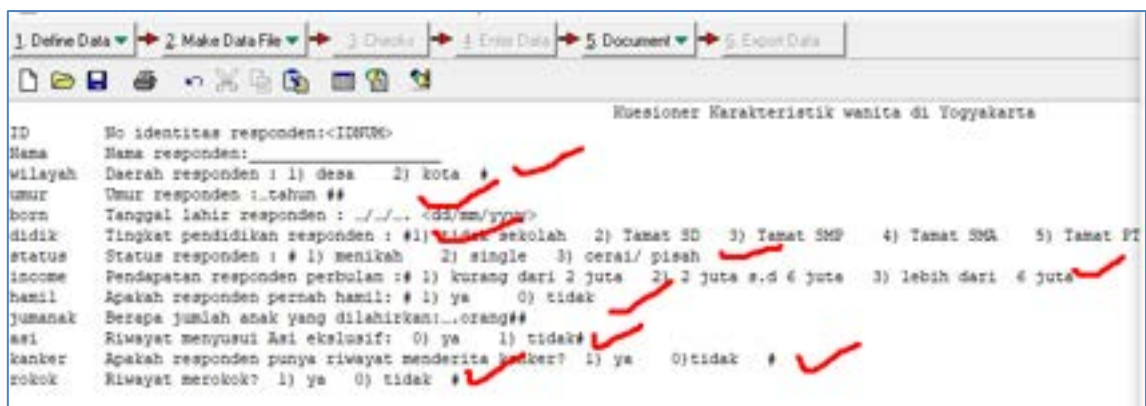 1. Define Data 2. Make Data File 3. Checks 4. Enter Data 5. Document 6. Export Data
Kuesioner Karakteristik wanita di Yogyakarta
ID No identitas responden:<IDNUM>
Nama Nama responden:____________________
wilayah Daerah responden : 1) desa 2) kota #
umur Umur responden :..tahun ##
born Tanggal lahir responden : ../../.. <dd/mm/yyyy>
didik Tingkat pendidikan responden : #1) tidak sekolah 2) Tamat SD 3) Tamat SMP 4) Tamat SMA 5) Tamat PT
status Status responden : # 1) menikah 2) single 3) cerai/ pisah
income Pendapatan responden perbulan :# 1) kurang dari 2 juta 2) 2 juta s.d 6 juta 3) lebih dari 6 juta
hamil Apakah responden pernah hamil: # 1) ya 0) tidak
jumanak Berapa jumlah anak yang dilahirkan:...orang##
asi Riwayat menyusui Asi ekslusif: 0) ya 1) tidak#
kanker Apakah responden punya riwayat menderita kanker? 1) ya 0)tidak #
rokok Riwayat merokok? 1) ya 0) tidak #